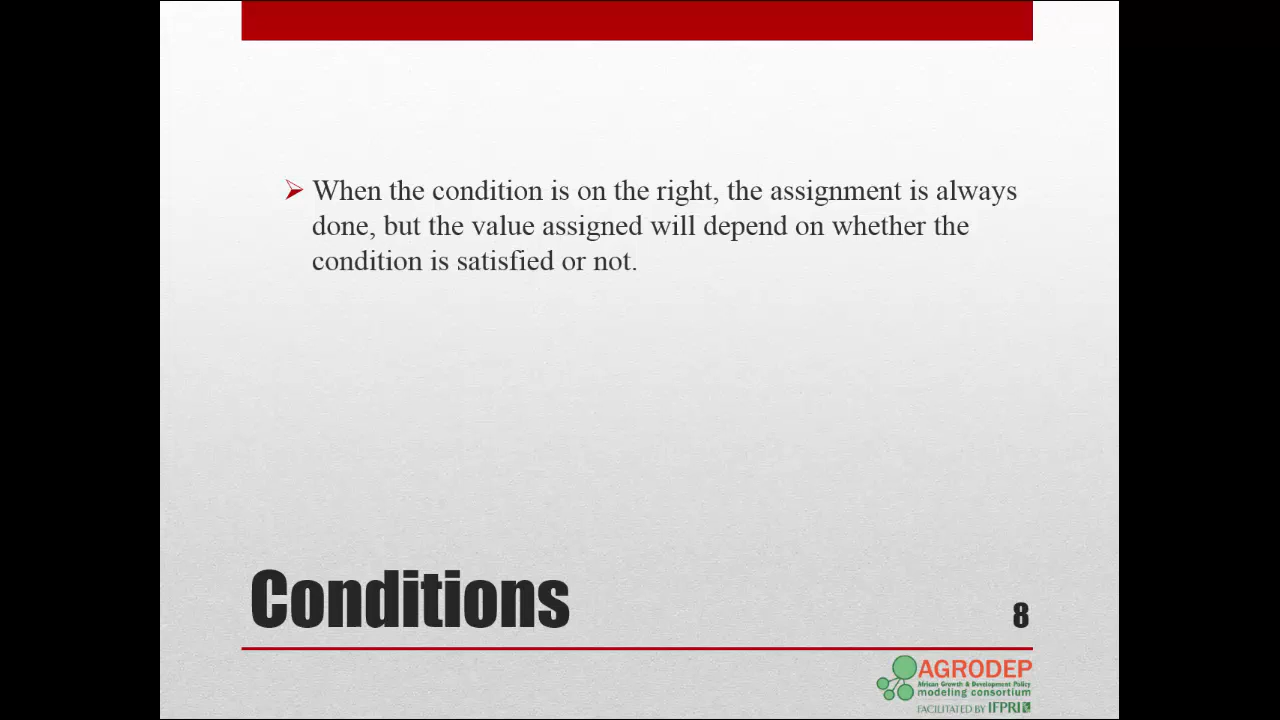 When the condition is on the right, the assignment is always
done, but the value assigned will depend on whether the
condition is satisfied or not.
Conditions
8
AGRODEP
African Growth & Development Policy
modeling consortium
FACILITATED BY IFPRI